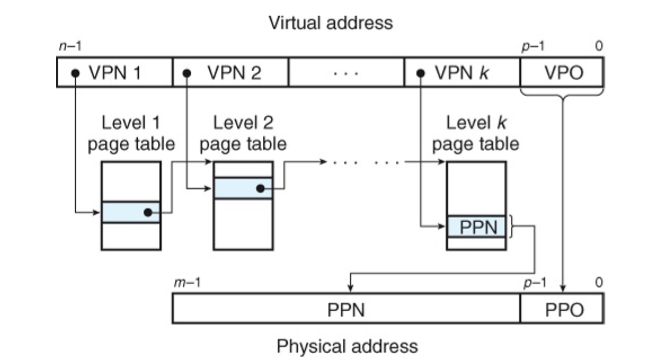 Virtual address
n–1 p–1 0
VPN 1 VPN 2 · · · VPN k VPO
Level 1 Level 2 Level k
page table page table page table
· · · · · ·
PPN
m–1 p–1 0
PPN PPO
Physical address